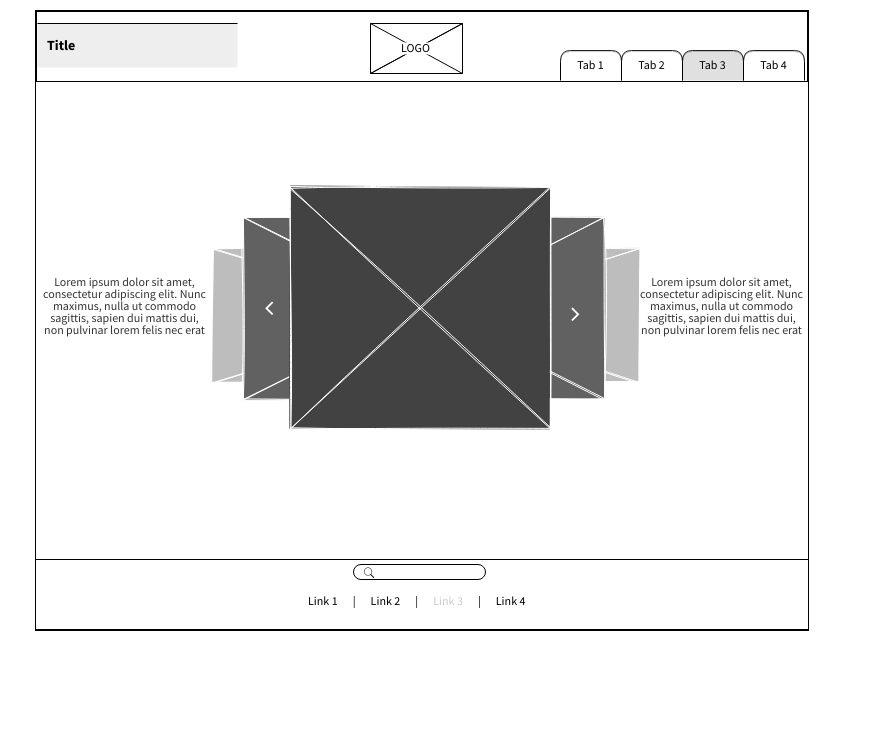 Title
LOGO
Tab 1
Tab 2
Tab 3
Tab 4
Lorem ipsum dolor sit amet,
consectetur adipiscing elit. Nunc
maximus, nulla ut commodo
sagittis, sapien dui mattis dui,
non pulvinar lorem felis nec erat
Lorem ipsum dolor sit amet,
consectetur adipiscing elit. Nunc
maximus, nulla ut commodo
sagittis, sapien dui mattis dui,
non pulvinar lorem felis nec erat
Link 1 | Link 2 | Link 3 | Link 4